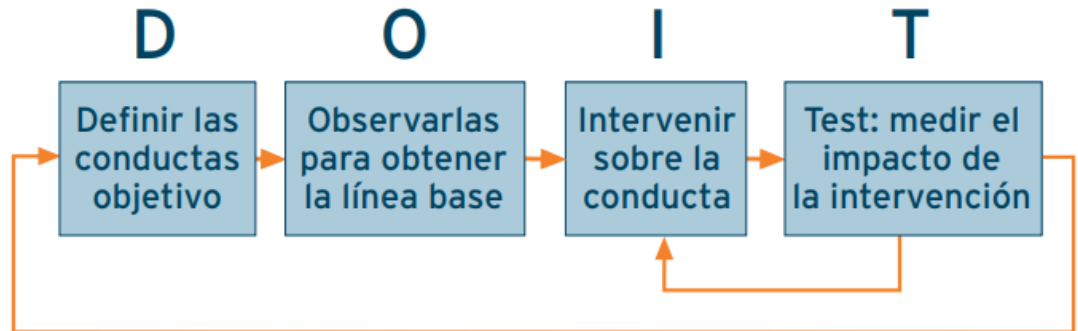 D O I T
Definir las
conductas
objetivo
Observarlas
para obtener
la línea base
Intervenir
sobre la
conducta
Test: medir el
impacto de
la intervención